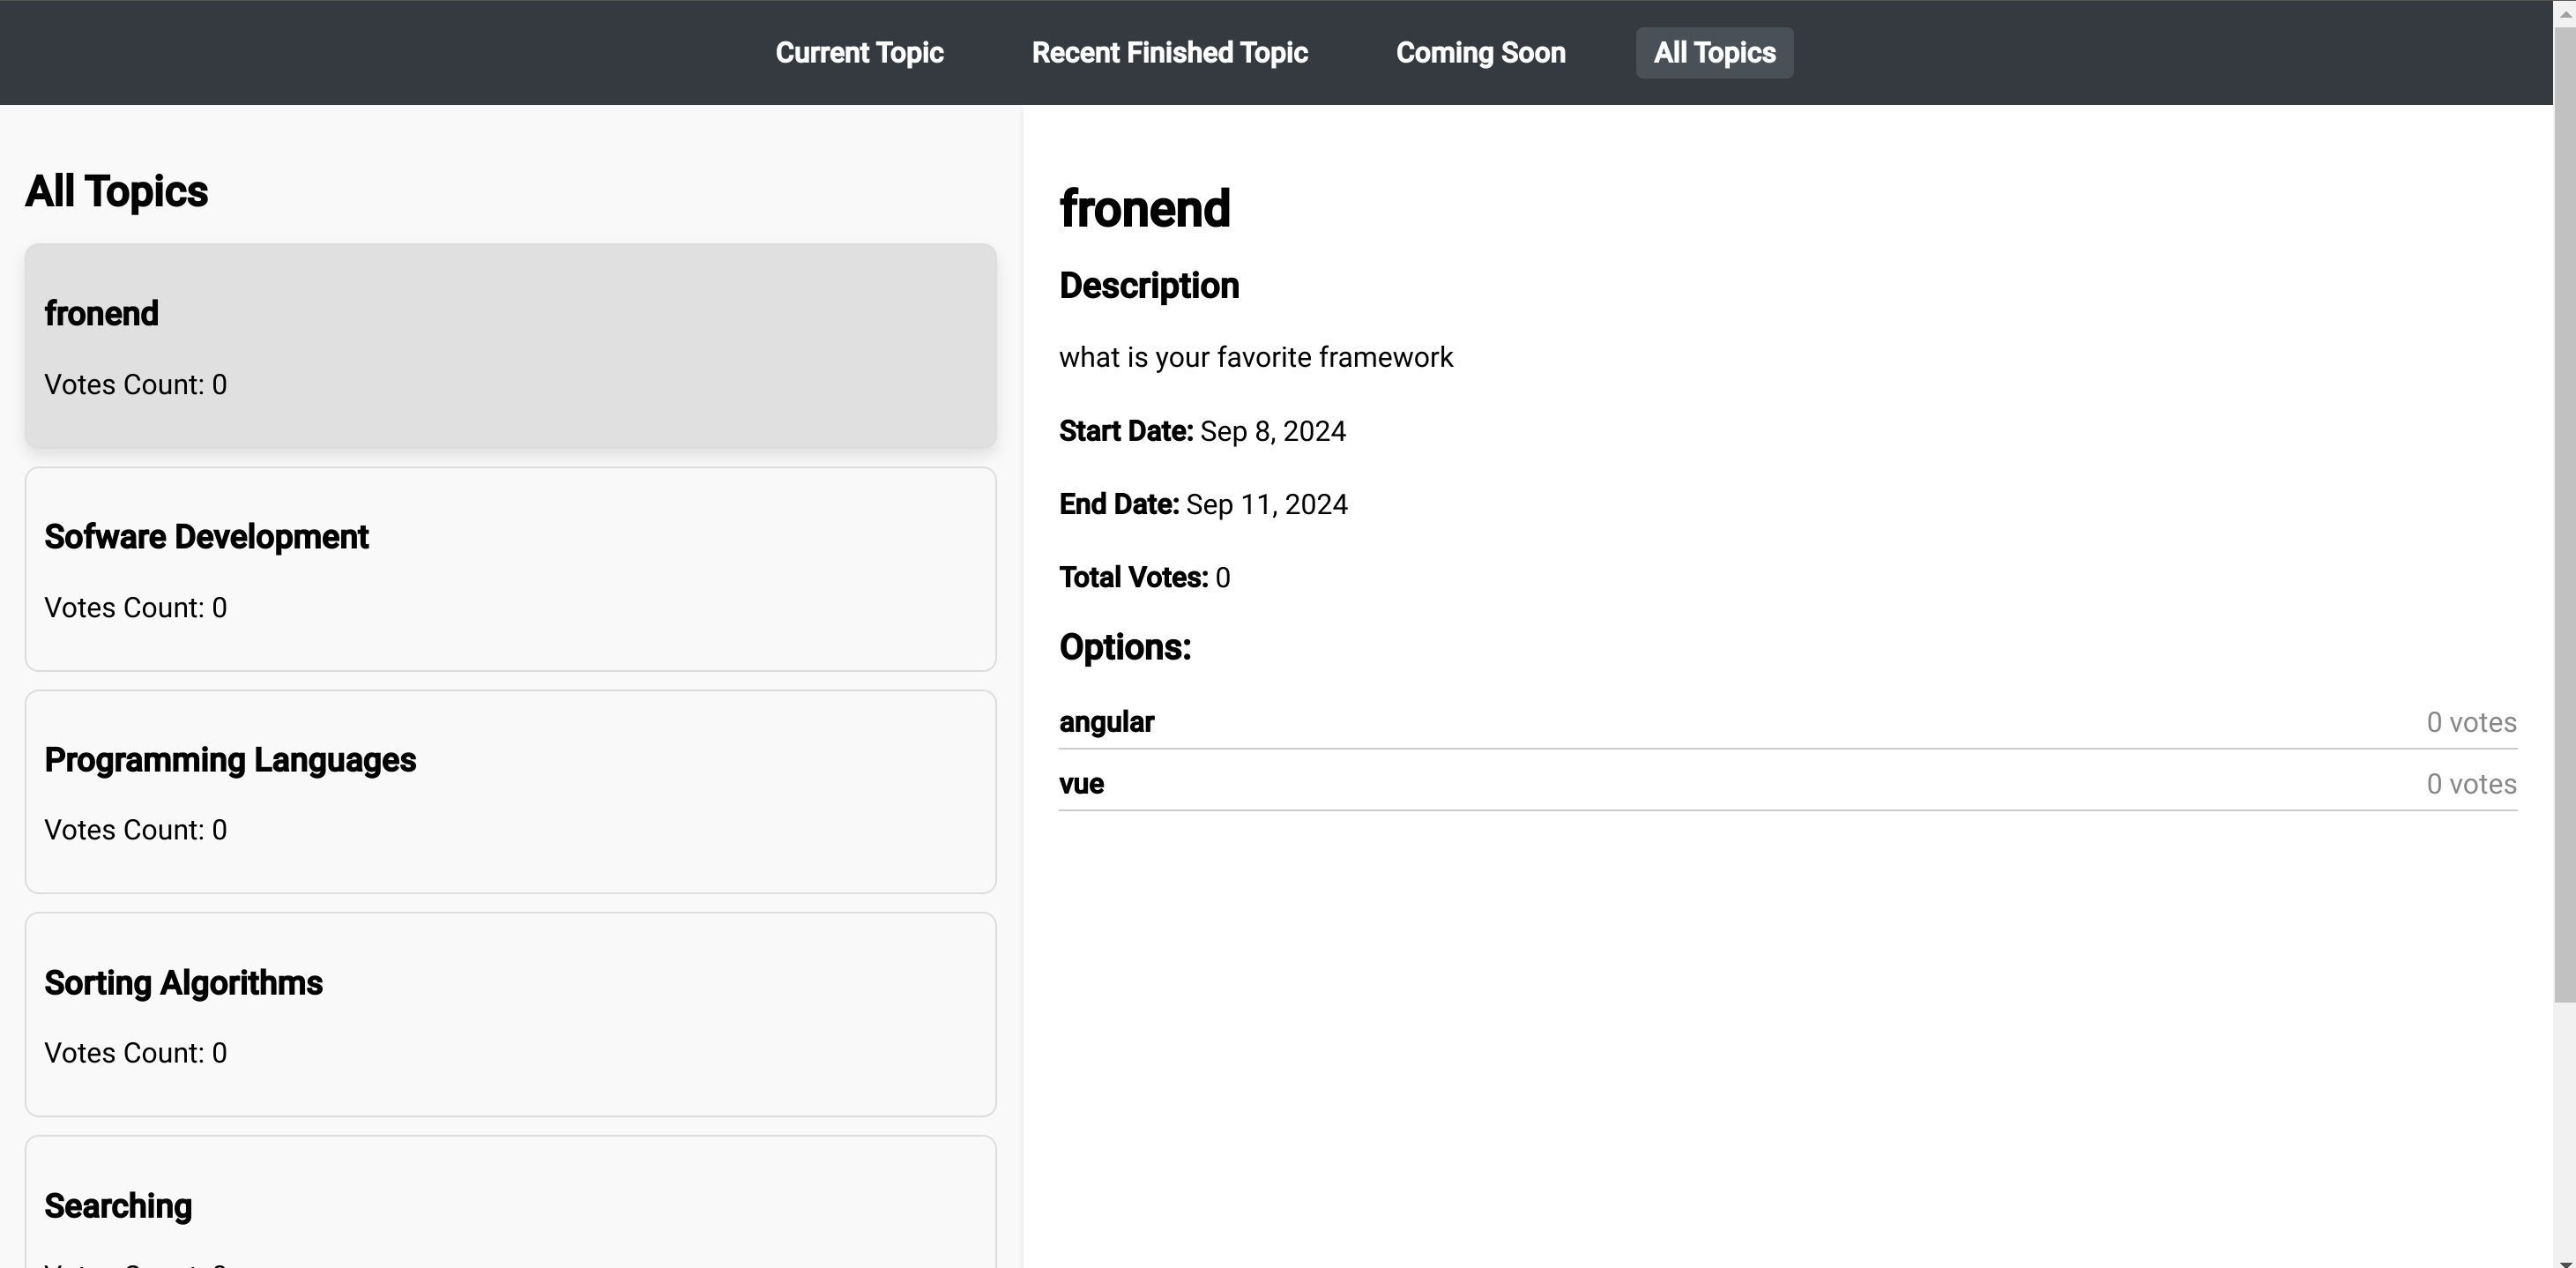 Current Topic Recent Finished Topic Coming Soon All Topics
All Topics
fronend
Votes Count: 0
Sofware Development
Votes Count: 0
Programming Languages
Votes Count: 0
Sorting Algorithms
Votes Count: 0
Searching
fronend
Description
what is your favorite framework
Start Date: Sep 8, 2024
End Date: Sep 11, 2024
Total Votes: 0
Options:
angular 0 votes
vue 0 votes